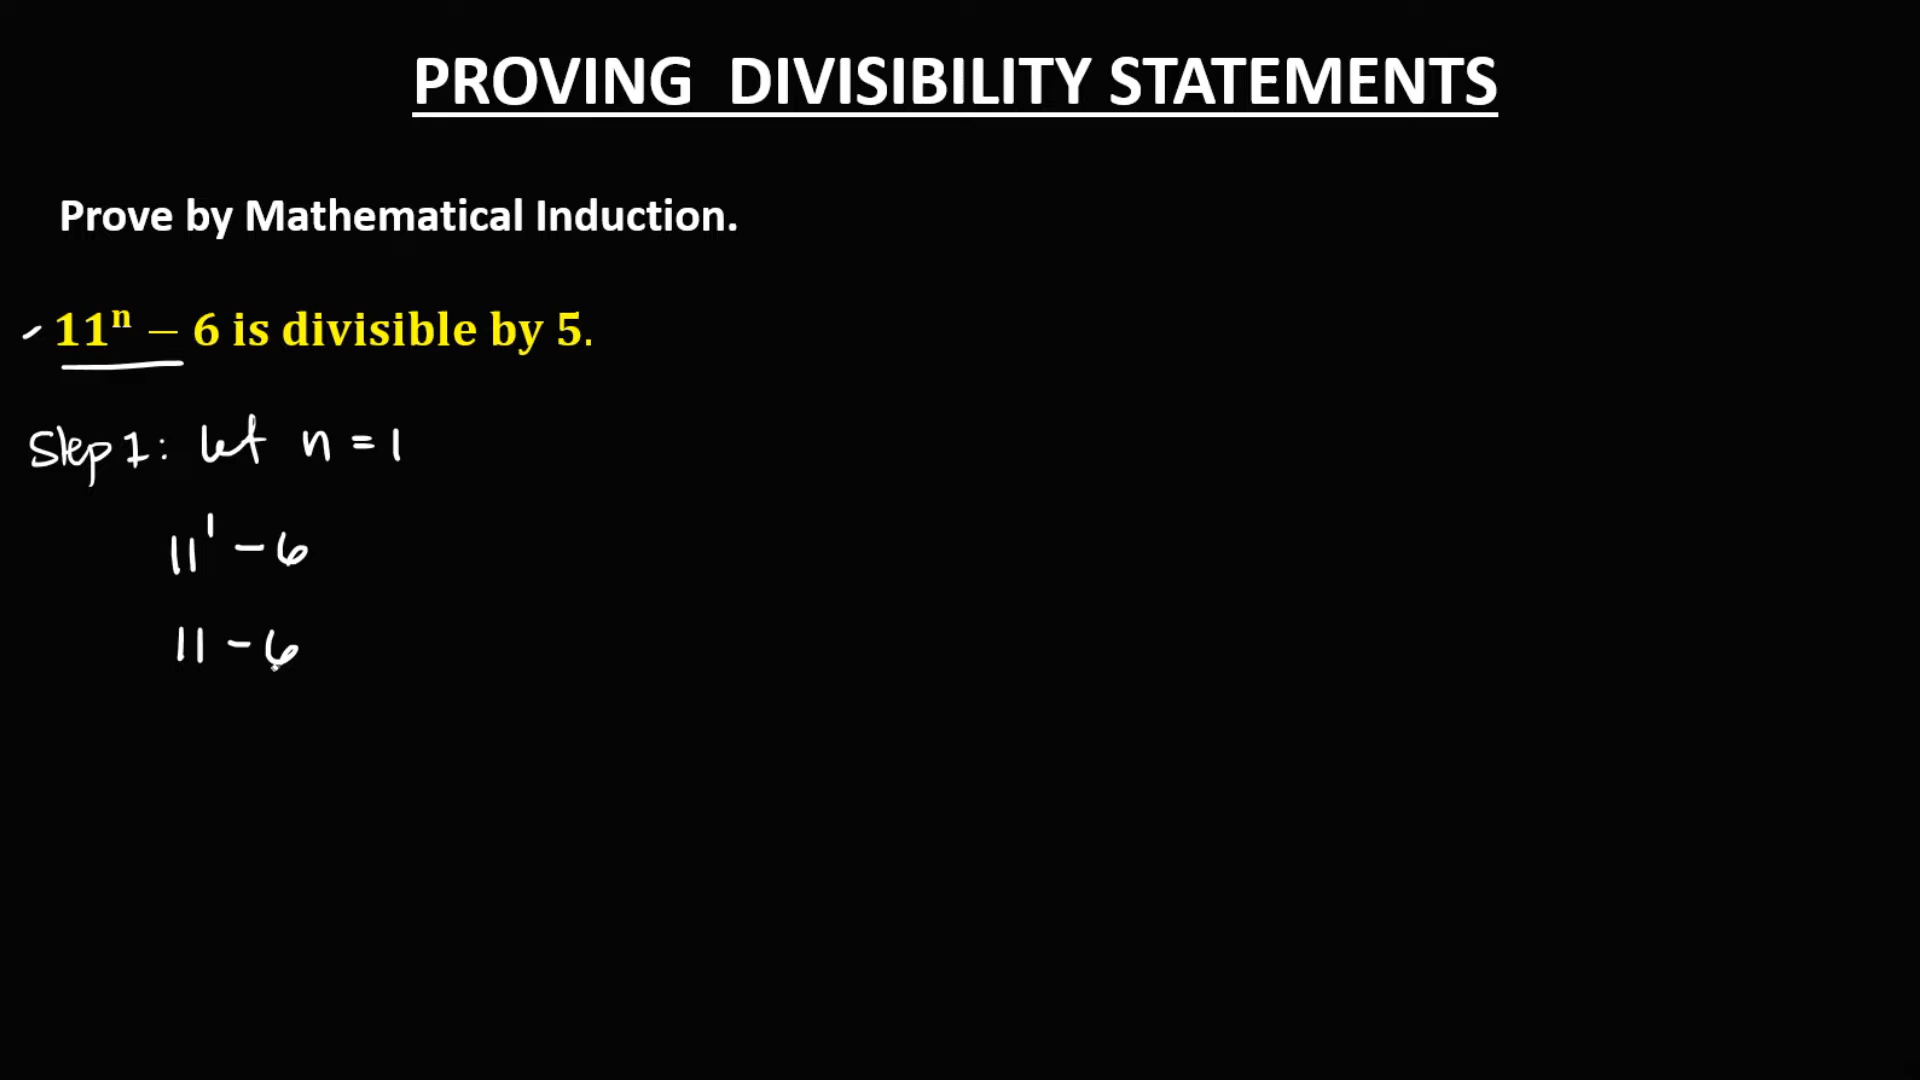 PROVING DIVISIBILITY STATEMENTS
Prove by Mathematical Induction.
11ⁿ − 6 is divisible by 5.
Step 1: let n = 1
11¹ − 6
11 − 6